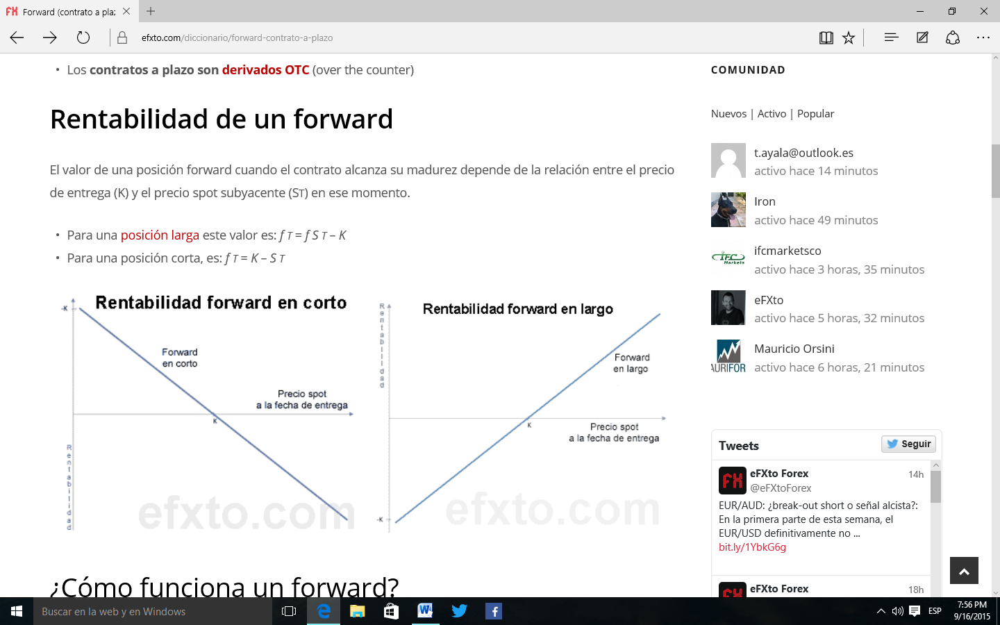 Forward (contrato a plaz
efxto.com/diccionario/forward-contrato-a-plazo
• Los contratos a plazo son derivados OTC (over the counter)
Rentabilidad de un forward
El valor de una posición forward cuando el contrato alcanza su madurez depende de la relación entre el precio
de entrega (K) y el precio spot subyacente (ST) en ese momento.
• Para una posición larga este valor es: f T = f S T – K
• Para una posición corta, es: f T = K – S T
Rentabilidad forward en corto
-K
Forward
en corto
Precio spot
a la fecha de entrega
K
Rentabilidad
efxto.com
Rentabilidad forward en largo
Rentabilidad
Forward
en largo
K
Precio spot
a la fecha de entrega
-K
efxto.com
¿Cómo funciona un forward?
COMUNIDAD
Nuevos | Activo | Popular
t.ayala@outlook.es
activo hace 14 minutos
Iron
activo hace 49 minutos
IFC
Markets
ifcmarketsco
activo hace 3 horas, 35 minutos
eFXto
activo hace 5 horas, 32 minutos
AURIFOR
Mauricio Orsini
activo hace 6 horas, 21 minutos
Tweets
Seguir
FX
eFXto Forex
14h
@eFXtoForex
EUR/AUD: ¿break-out short o señal alcista?:
En la primera parte de esta semana, el
EUR/USD definitivamente no ...
bit.ly/1YbkG6g
eFXto Forex
18h
Buscar en la web y en Windows
ESP
7:56 PM
9/16/2015